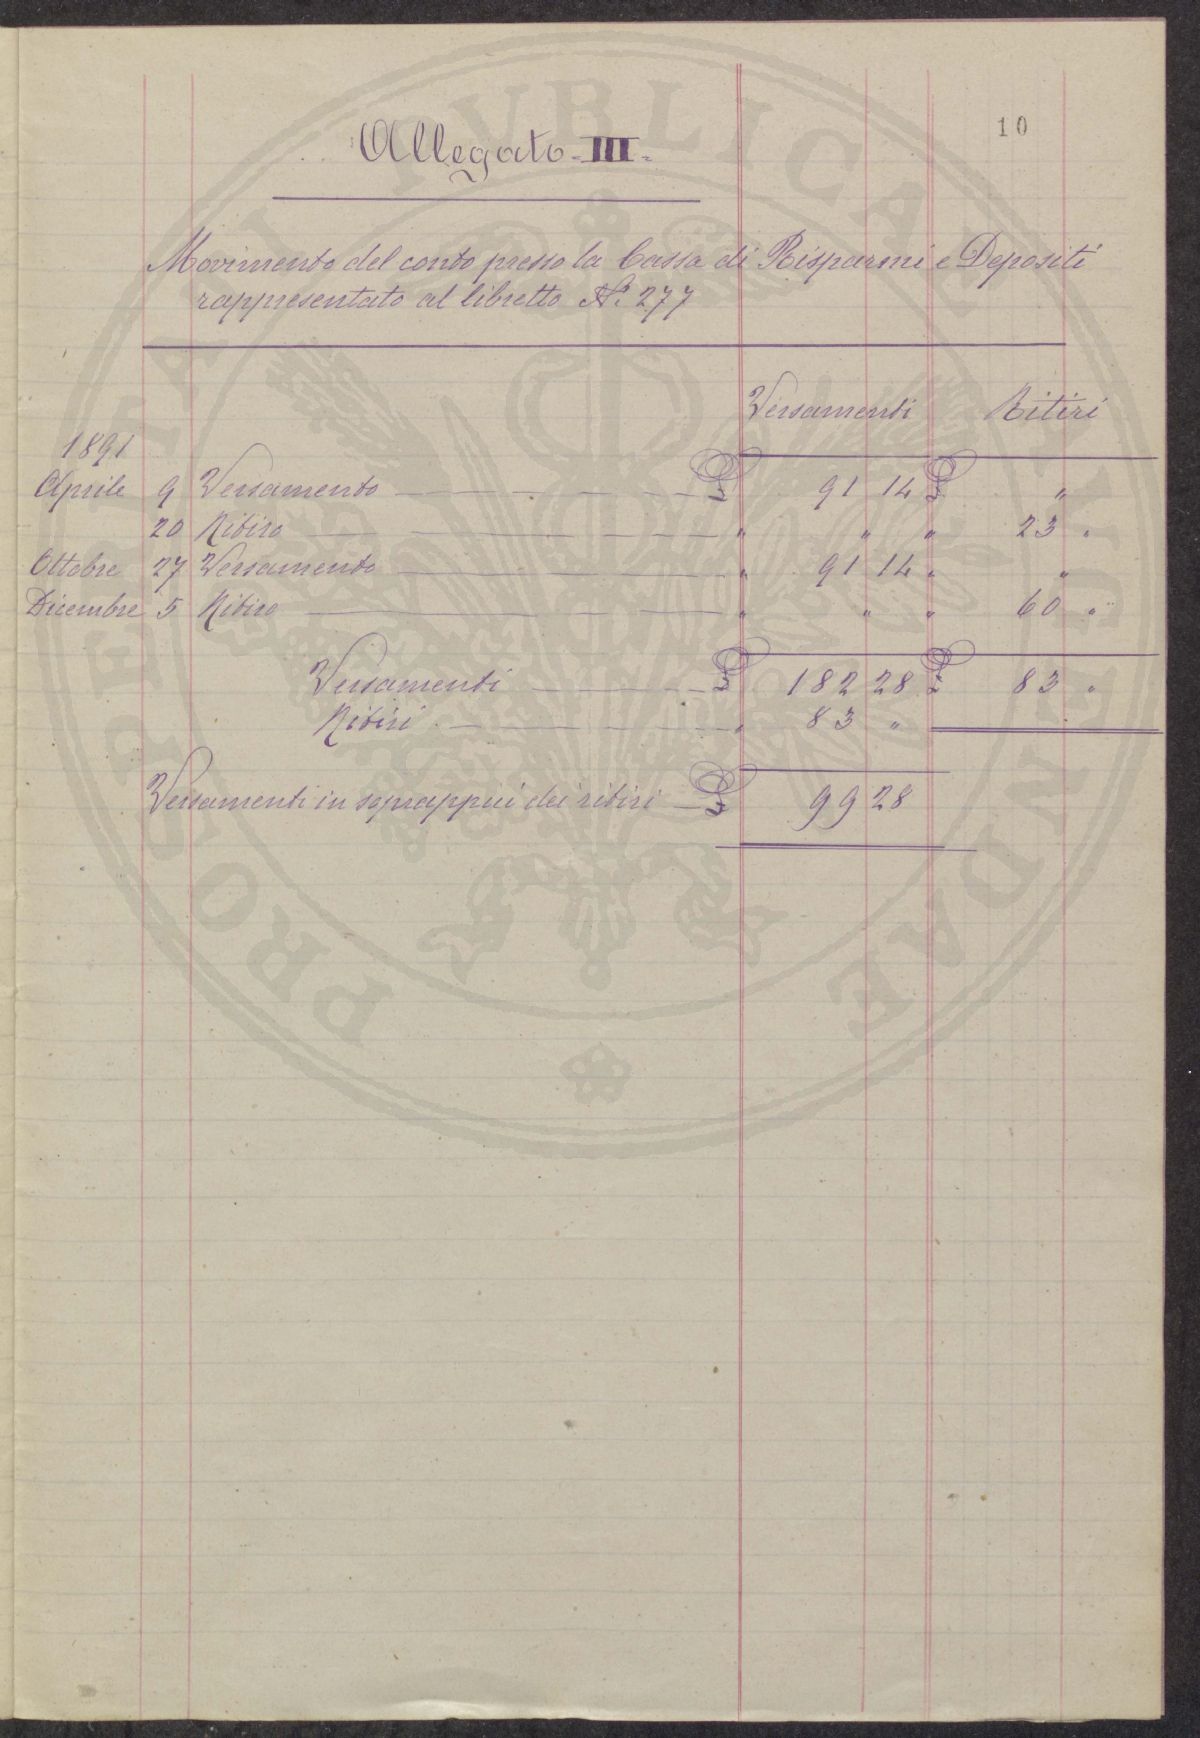 10
Allegato - III -
Movimento del conto presso la Cassa di Risparmi e Depositi
rappresentato al libretto Nº 277
Versamenti Ritiri
1891
Aprile 9 Versamento £ 91 14 £ "
20 Ritiro " " " 23 "
Ottobre 27 Versamento " 91 14 " "
Dicembre 5 Ritiro " " " 60 "
Versamenti £ 182 28 £ 83 "
Ritiri " 83 "
Versamenti in soprappiù dei ritiri £ 99 28